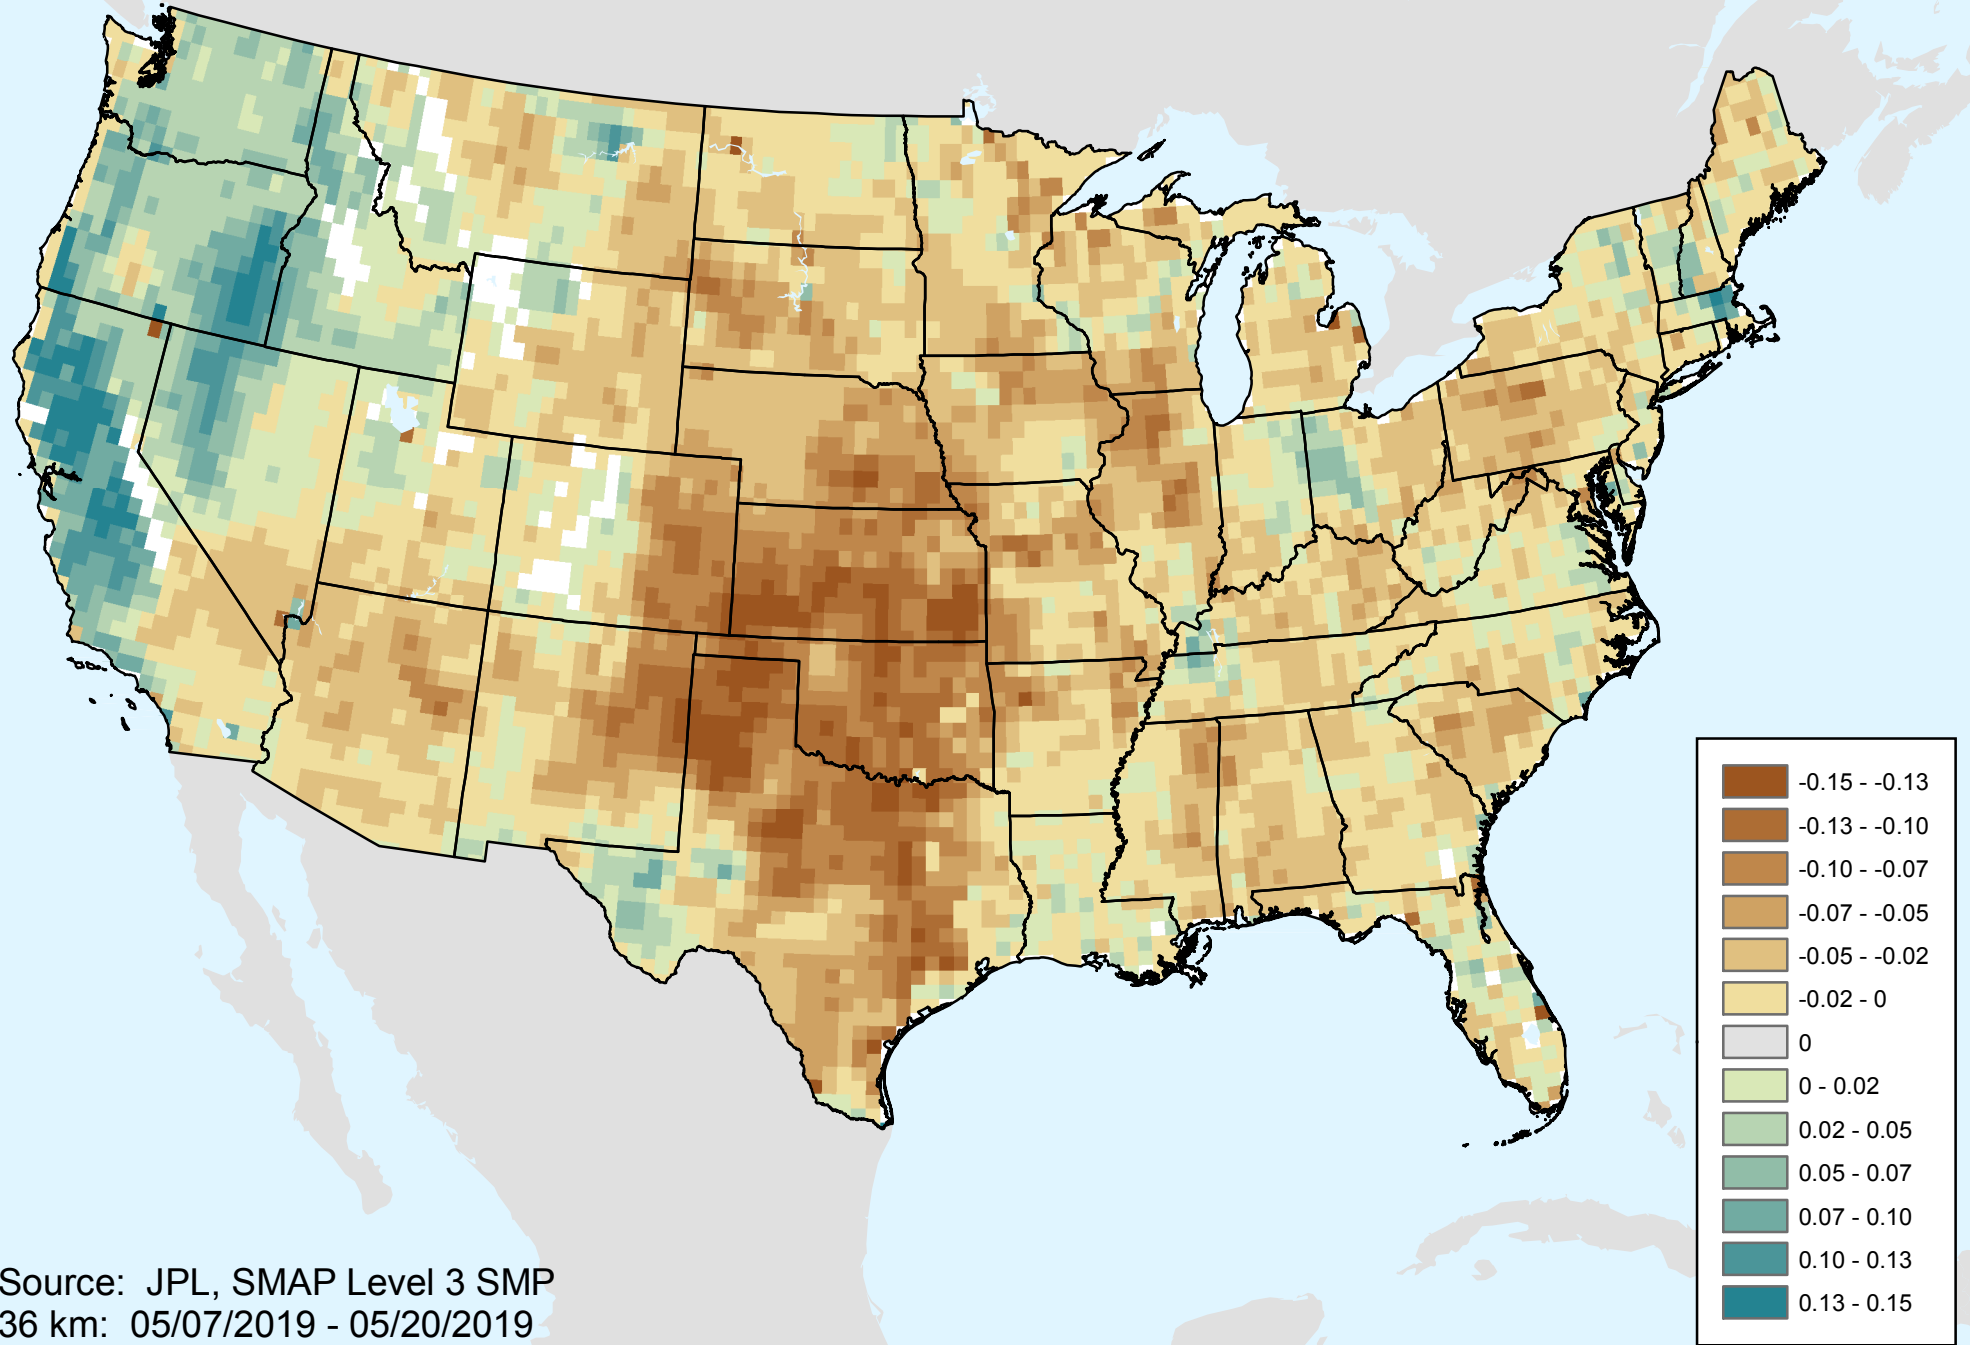 -0.15 - -0.13
-0.13 - -0.10
-0.10 - -0.07
-0.07 - -0.05
-0.05 - -0.02
-0.02 - 0
0
0 - 0.02
0.02 - 0.05
0.05 - 0.07
0.07 - 0.10
0.10 - 0.13
0.13 - 0.15
Source:  JPL, SMAP Level 3 SMP
36 km:  05/07/2019 - 05/20/2019